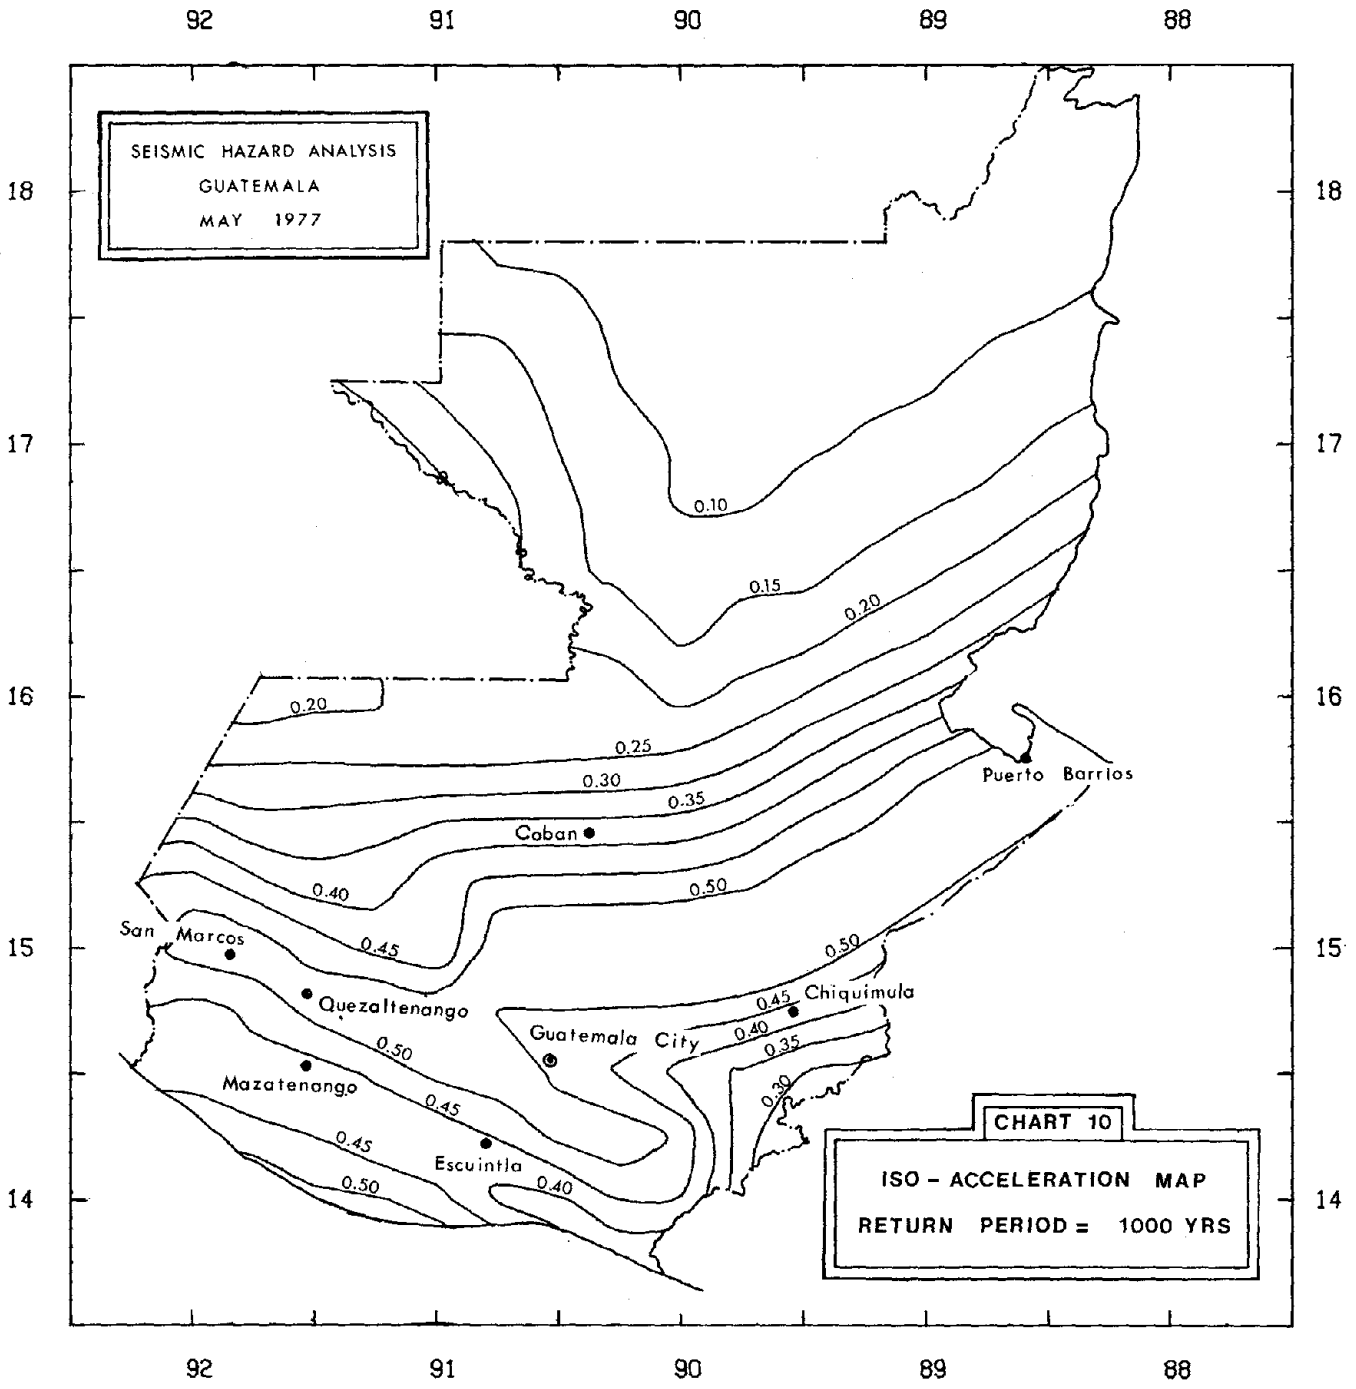 92 91 90 89 88
SEISMIC HAZARD ANALYSIS
GUATEMALA
MAY 1977
18 18
17 17
0.10
0.15
0.20
16 16
0.20
0.25
0.30
0.35
Coban
0.40
0.50
San Marcos
0.45
0.50
15 15
Quezaltenango
0.45
Chiquimula
0.50
Guatemala City
0.40
0.35
Puerto Barrios
Mazatenango
0.45
0.30
0.45
Escuintla
0.50
0.40
14 14
CHART 10
ISO - ACCELERATION MAP
RETURN PERIOD = 1000 YRS
92 91 90 89 88